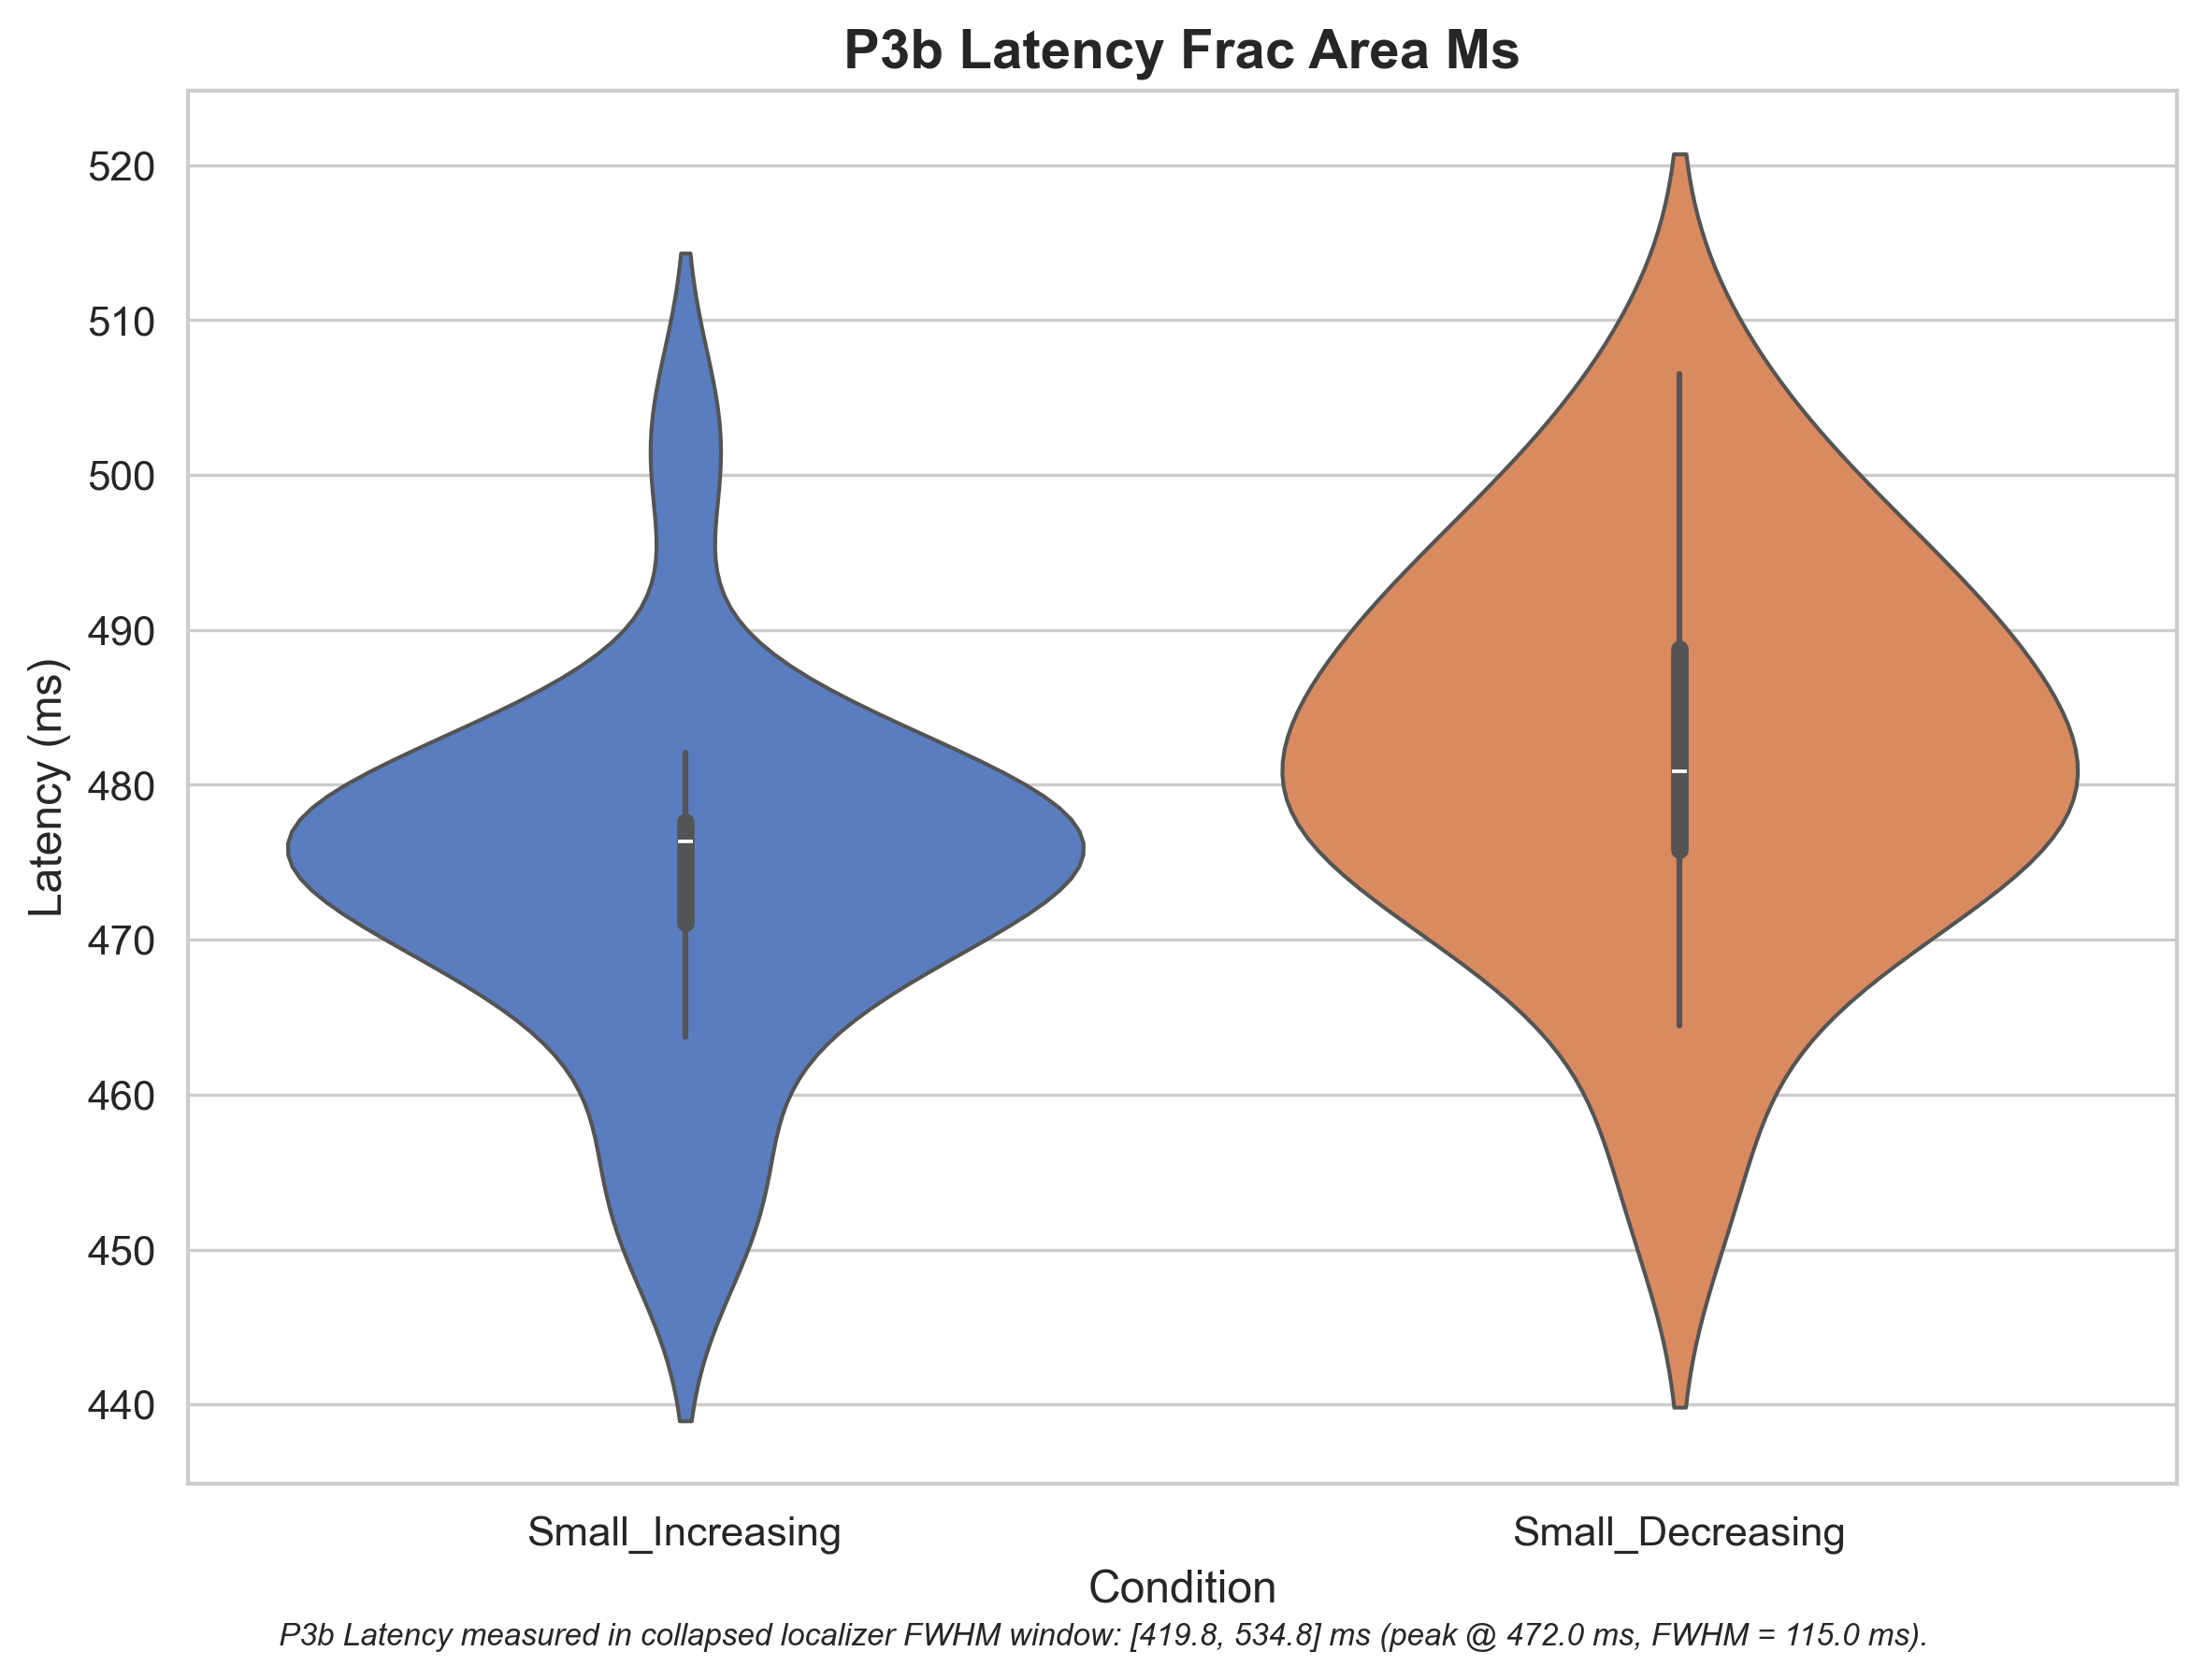 P3b Latency Frac Area Ms
520
510
500
490
480
470
460
450
440
Latency (ms)
Small_Increasing
Small_Decreasing
Condition
P3b Latency measured in collapsed localizer FWHM window: [419.8, 534.8] ms (peak @ 472.0 ms, FWHM = 115.0 ms).